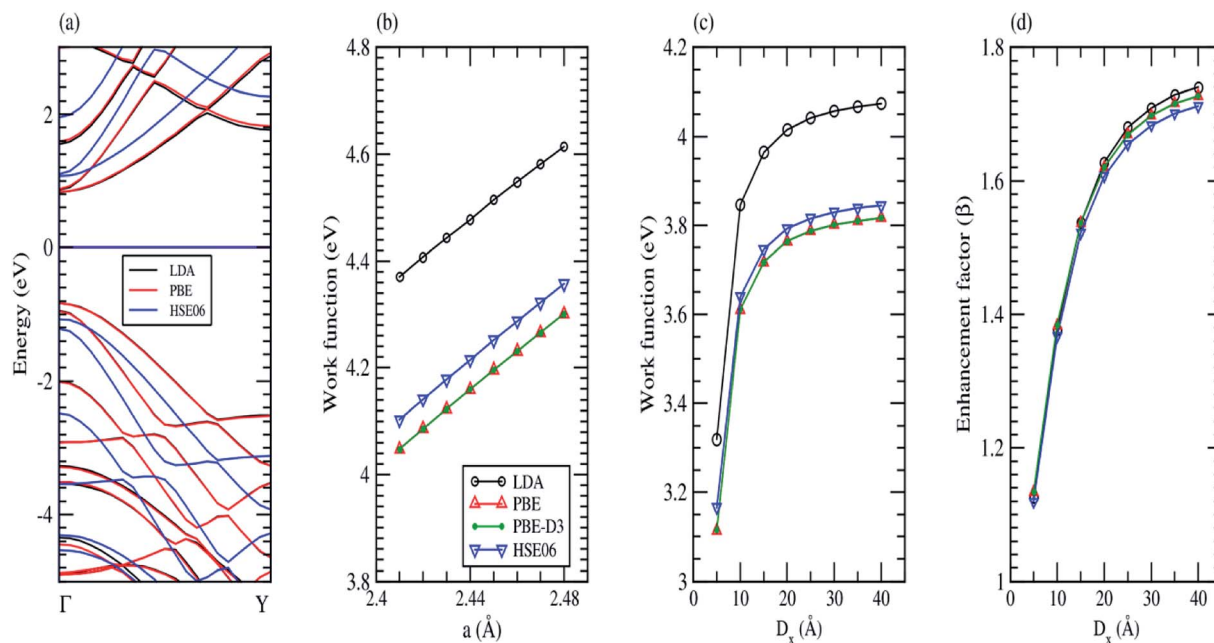 (a)
(b)
(c)
(d)
Energy (eV)
2
0
-2
-4
Γ
Y
LDA
PBE
HSE06
Work function (eV)
4.8
4.6
4.4
4.2
4
3.8
2.4
2.44
2.48
a (Å)
LDA
PBE
PBE-D3
HSE06
Work function (eV)
4.2
4
3.8
3.6
3.4
3.2
3
0 10 20 30 40
D_x (Å)
Enhancement factor (β)
1.8
1.6
1.4
1.2
1
0 10 20 30 40
D_x (Å)